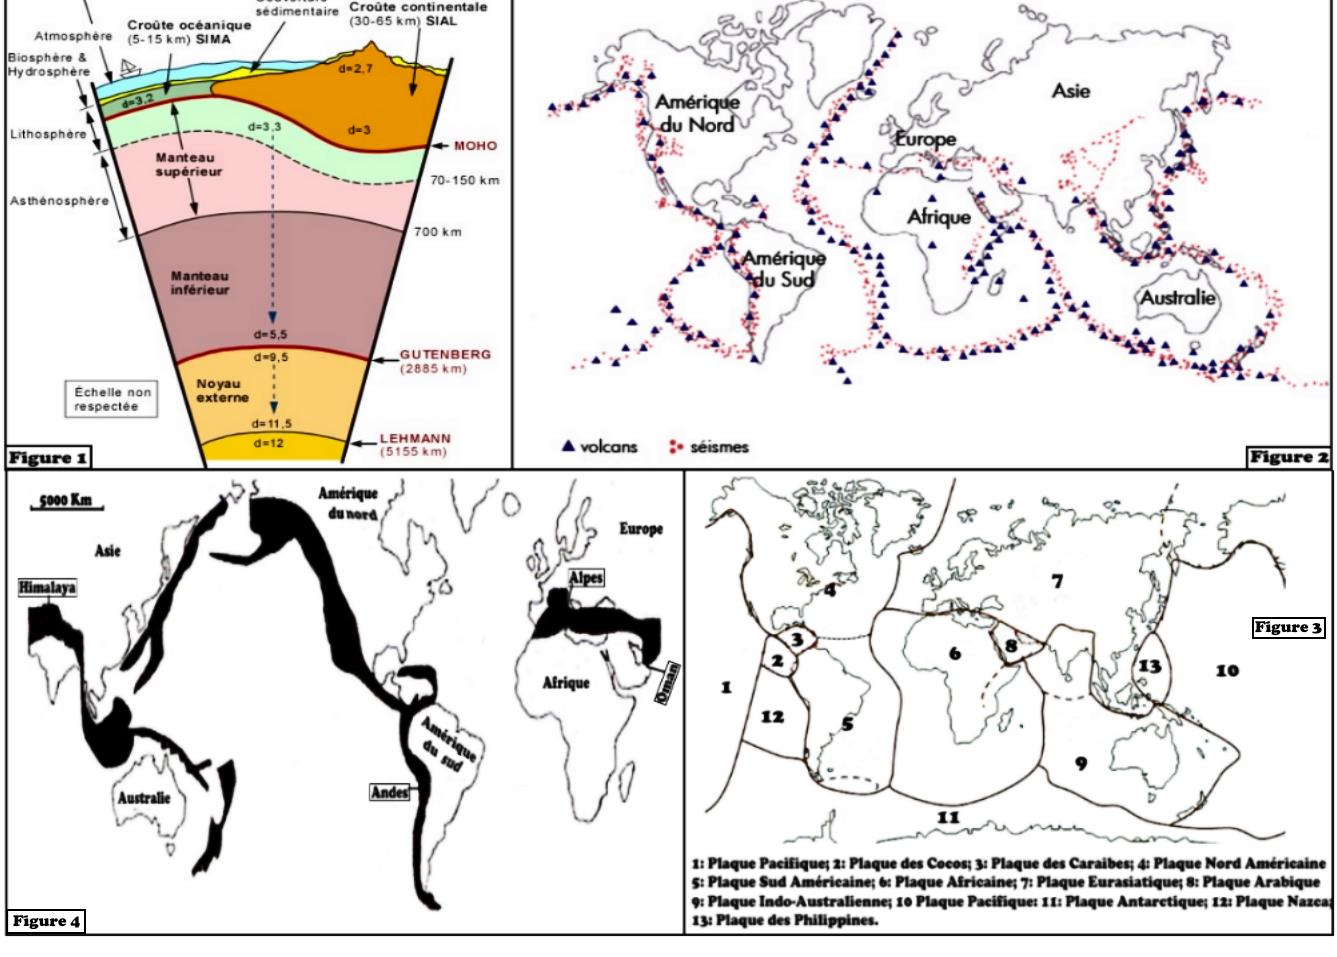 sédimentaire
Croûte continentale
(30-65 km) SIAL
Croûte océanique
(5-15 km) SIMA
Atmosphère
Biosphère &
Hydrosphère
Lithosphère
Asthénosphère
d=2,7
d=3,2
d=3,3
d=3
MOHO
Manteau
supérieur
70-150 km
700 km
Manteau
inférieur
d=5,5
d=9,5
GUTENBERG
(2885 km)
Noyau
externe
Échelle non
respectée
d=11,5
d=12
LEHMANN
(5155 km)
Figure 1
Amérique
du Nord
Europe
Asie
Afrique
Amérique
du Sud
Australie
volcans
séismes
Figure 2
5000 Km
Amérique
du nord
Europe
Asie
Himalaya
Alpes
Oman
Afrique
Amérique
du sud
Andes
Australie
Figure 4
4
7
Figure 3
3
2
6
8
13
10
1
12
5
9
11
1: Plaque Pacifique; 2: Plaque des Cocos; 3: Plaque des Caraibes; 4: Plaque Nord Américaine
5: Plaque Sud Américaine; 6: Plaque Africaine; 7: Plaque Eurasiatique; 8: Plaque Arabique
9: Plaque Indo-Australienne; 10 Plaque Pacifique: 11: Plaque Antarctique; 12: Plaque Nazca;
13: Plaque des Philippines.